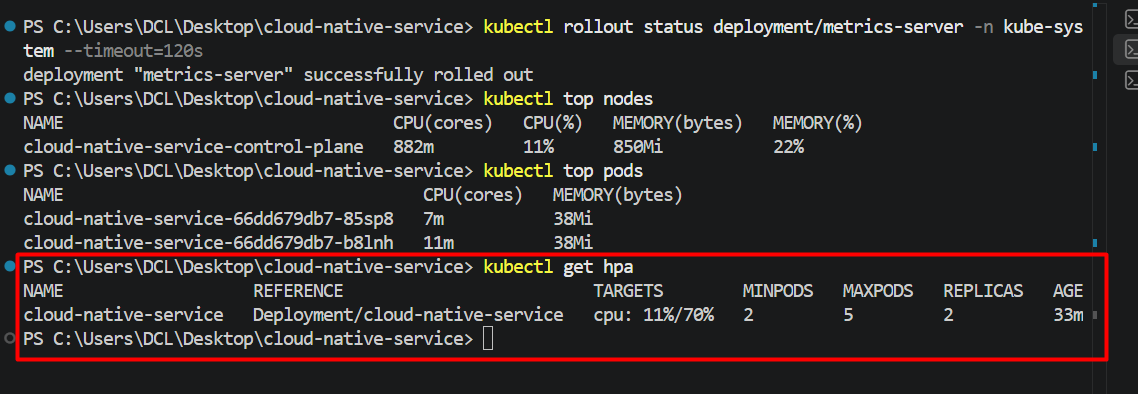 PS C:\Users\DCL\Desktop\cloud-native-service> kubectl rollout status deployment/metrics-server -n kube-sys
tem --timeout=120s
deployment "metrics-server" successfully rolled out
PS C:\Users\DCL\Desktop\cloud-native-service> kubectl top nodes
NAME CPU(cores) CPU(%) MEMORY(bytes) MEMORY(%)
cloud-native-service-control-plane 882m 11% 850Mi 22%
PS C:\Users\DCL\Desktop\cloud-native-service> kubectl top pods
NAME CPU(cores) MEMORY(bytes)
cloud-native-service-66dd679db7-85sp8 7m 38Mi
cloud-native-service-66dd679db7-b8lnh 11m 38Mi
PS C:\Users\DCL\Desktop\cloud-native-service> kubectl get hpa
NAME REFERENCE TARGETS MINPODS MAXPODS REPLICAS AGE
cloud-native-service Deployment/cloud-native-service cpu: 11%/70% 2 5 2 33m
PS C:\Users\DCL\Desktop\cloud-native-service>